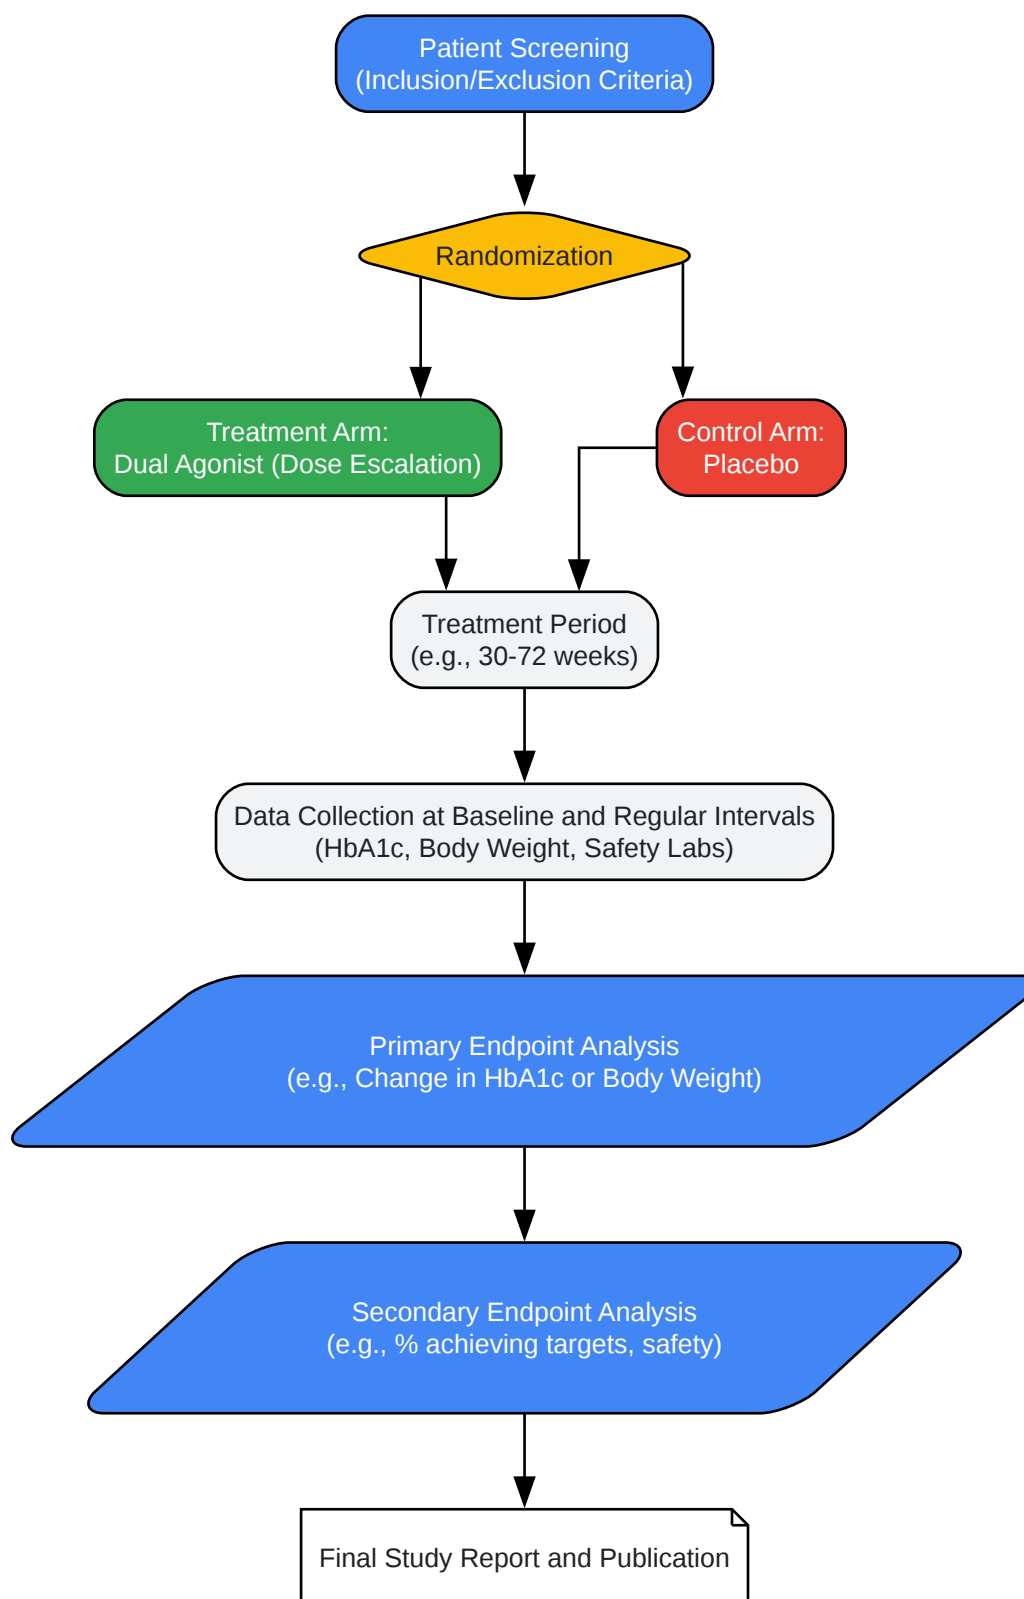 Patient Screening
(Inclusion/Exclusion Criteria)
Randomization
Treatment Arm:
Dual Agonist (Dose Escalation)
Control Arm:
Placebo
Treatment Period
(e.g., 30-72 weeks)
Data Collection at Baseline and Regular Intervals
(HbA1c, Body Weight, Safety Labs)
Primary Endpoint Analysis
(e.g., Change in HbA1c or Body Weight)
Secondary Endpoint Analysis
(e.g., % achieving targets, safety)
Final Study Report and Publication